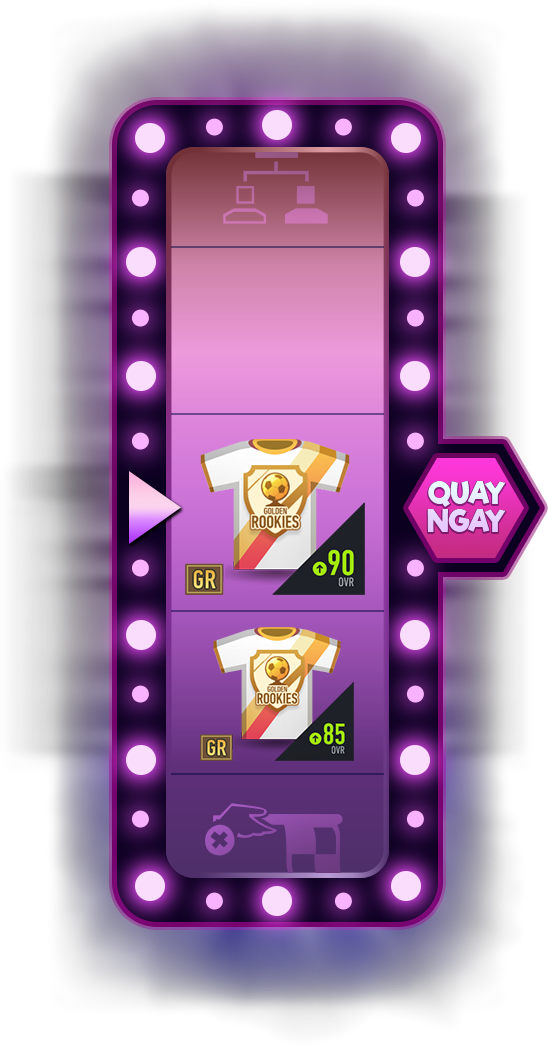 GOLDEN
ROOKIES
GR
90
OVR
QUAY
NGAY
GOLDEN
ROOKIES
GR
85
OVR